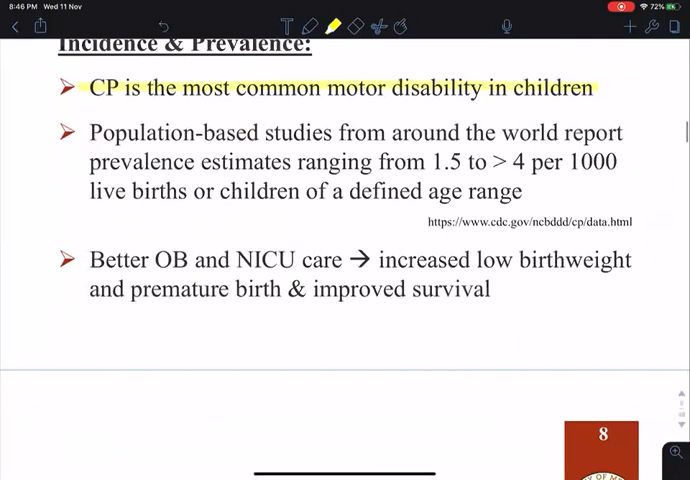 8:46 PM Wed 11 Nov
72%
Incidence & Prevalence:
CP is the most common motor disability in children
Population-based studies from around the world report
prevalence estimates ranging from 1.5 to > 4 per 1000
live births or children of a defined age range
https://www.cdc.gov/ncbddd/cp/data.html
Better OB and NICU care → increased low birthweight
and premature birth & improved survival
8